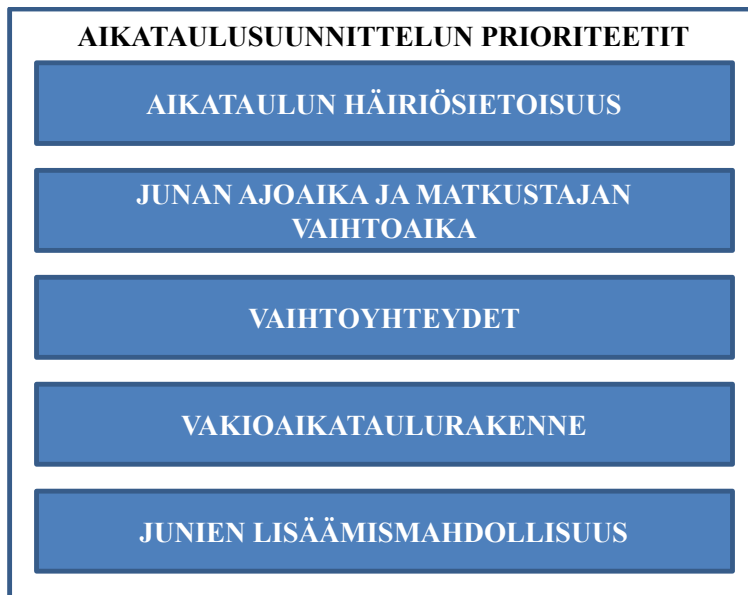 AIKATAULUSUUNNITTELUN PRIORITEETIT
AIKATAULUN HÄIRIÖSIETOISUUS
JUNAN AJOAIKA JA MATKUSTAJAN
VAIHTOAIKA
VAIHTOYHTEYDET
VAKIOAIKATAULURAKENNE
JUNIEN LISÄÄMISMAHDOLLISUUS